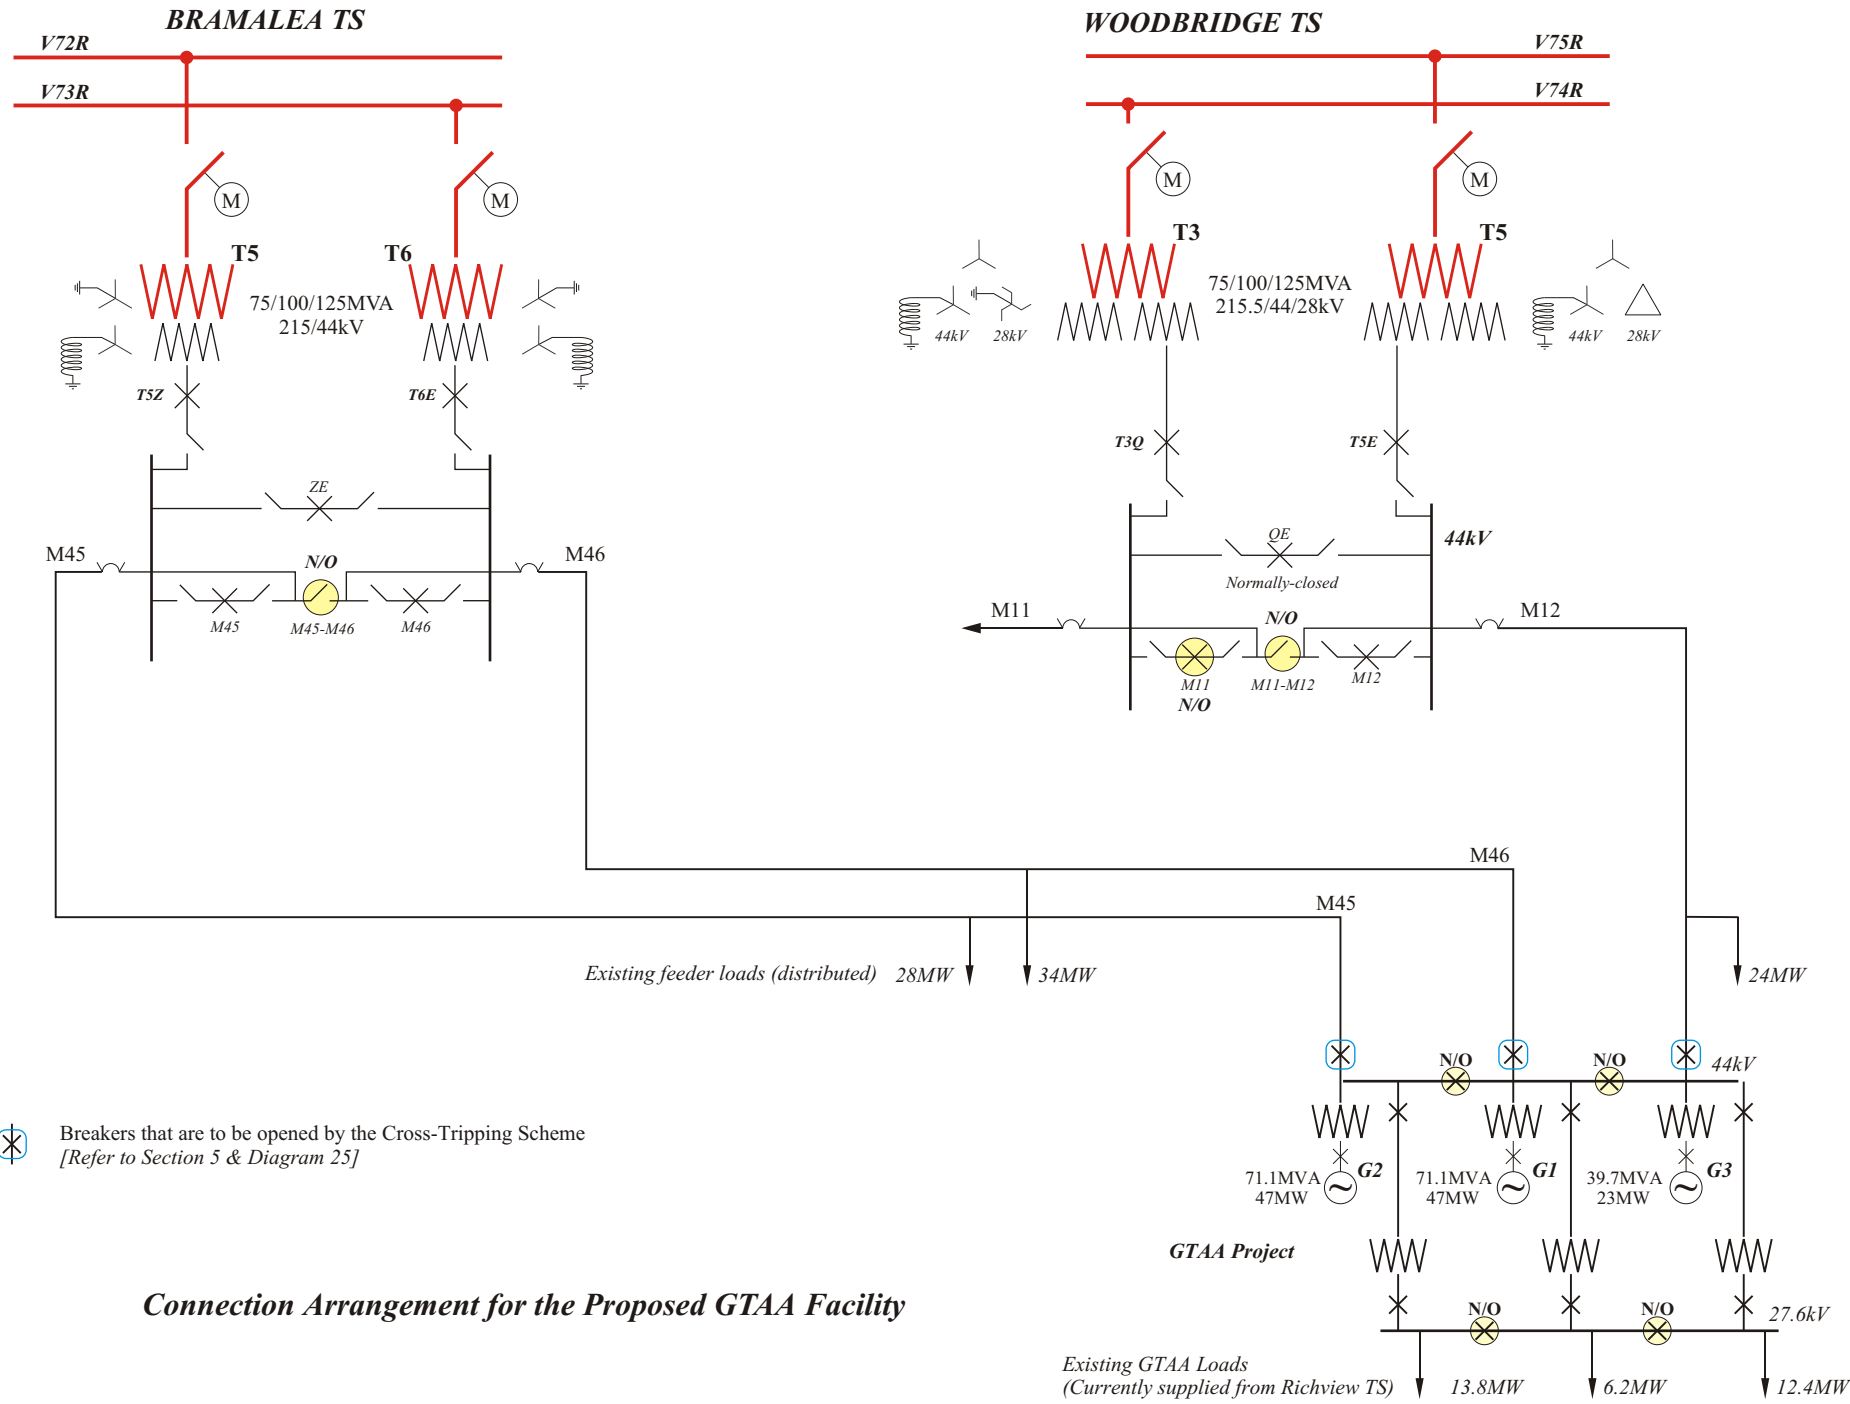 BRAMALEA TS
WOODBRIDGE TS
V72R
V75R
V73R
V74R
M
M
M
M
T5
T6
T3
T5
75/100/125MVA
215/44kV
75/100/125MVA
215.5/44/28kV
44kV
28kV
44kV
28kV
T5Z
T6E
T3Q
T5E
ZE
QE
44kV
Normally-closed
M45
N/O
M46
M45
M45-M46
M46
M11
N/O
M12
M11
N/O
M11-M12
M12
M46
M45
Existing feeder loads (distributed)
28MW
34MW
24MW
N/O
N/O
44kV
Breakers that are to be opened by the Cross-Tripping Scheme
[Refer to Section 5 & Diagram 25]
71.1MVA
47MW
G2
71.1MVA
47MW
G1
39.7MVA
23MW
G3
GTAA Project
Connection Arrangement for the Proposed GTAA Facility
N/O
N/O
27.6kV
Existing GTAA Loads
(Currently supplied from Richview TS)
13.8MW
6.2MW
12.4MW